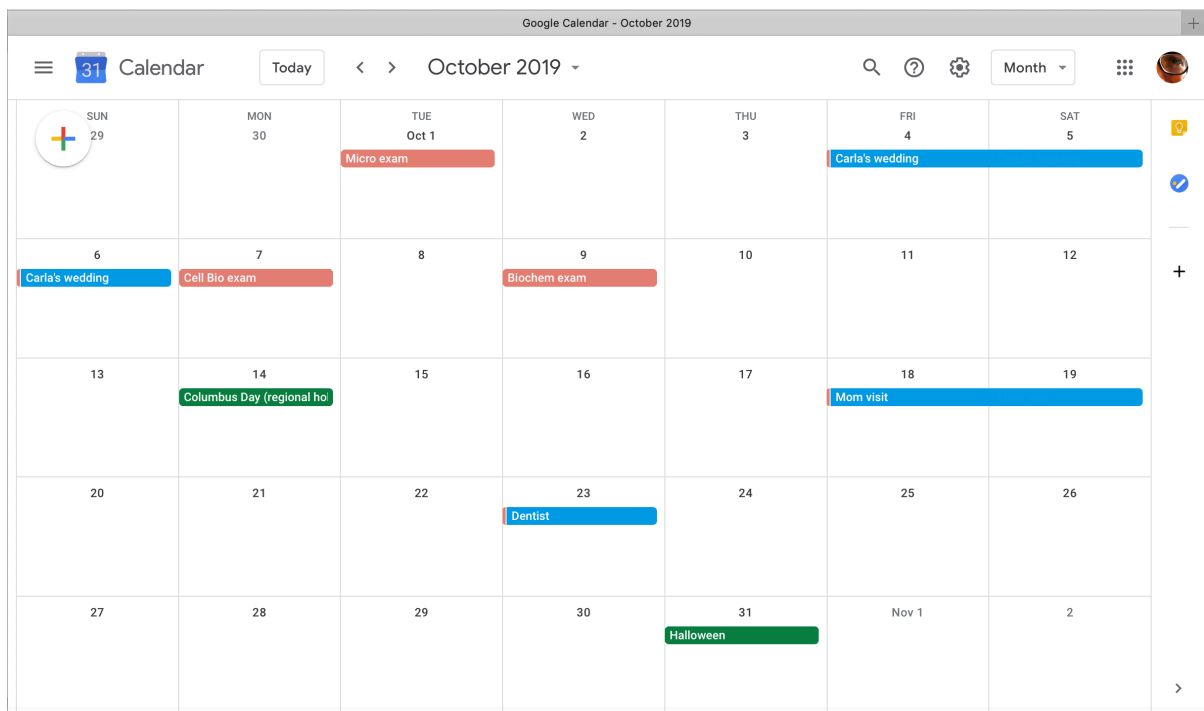 Google Calendar - October 2019
31 Calendar Today October 2019 Month
SUN MON TUE WED THU FRI SAT
29 30 Oct 1 2 3 4 5
Micro exam Carla's wedding
6 7 8 9 10 11 12
Carla's wedding Cell Bio exam Biochem exam
13 14 15 16 17 18 19
Columbus Day (regional hol Mom visit
20 21 22 23 24 25 26
Dentist
27 28 29 30 31 Nov 1 2
Halloween